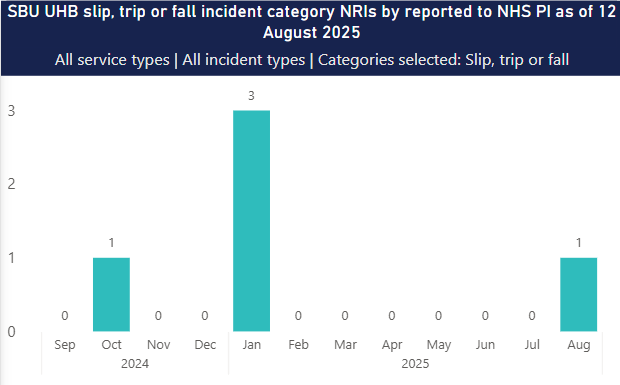 SBU UHB slip, trip or fall incident category NRIs by reported to NHS PI as of 12
August 2025
All service types | All incident types | Categories selected: Slip, trip or fall
3
2
1
0
0 1 0 0 3 0 0 0 0 0 0 1
Sep Oct Nov Dec Jan Feb Mar Apr May Jun Jul Aug
2024 2025